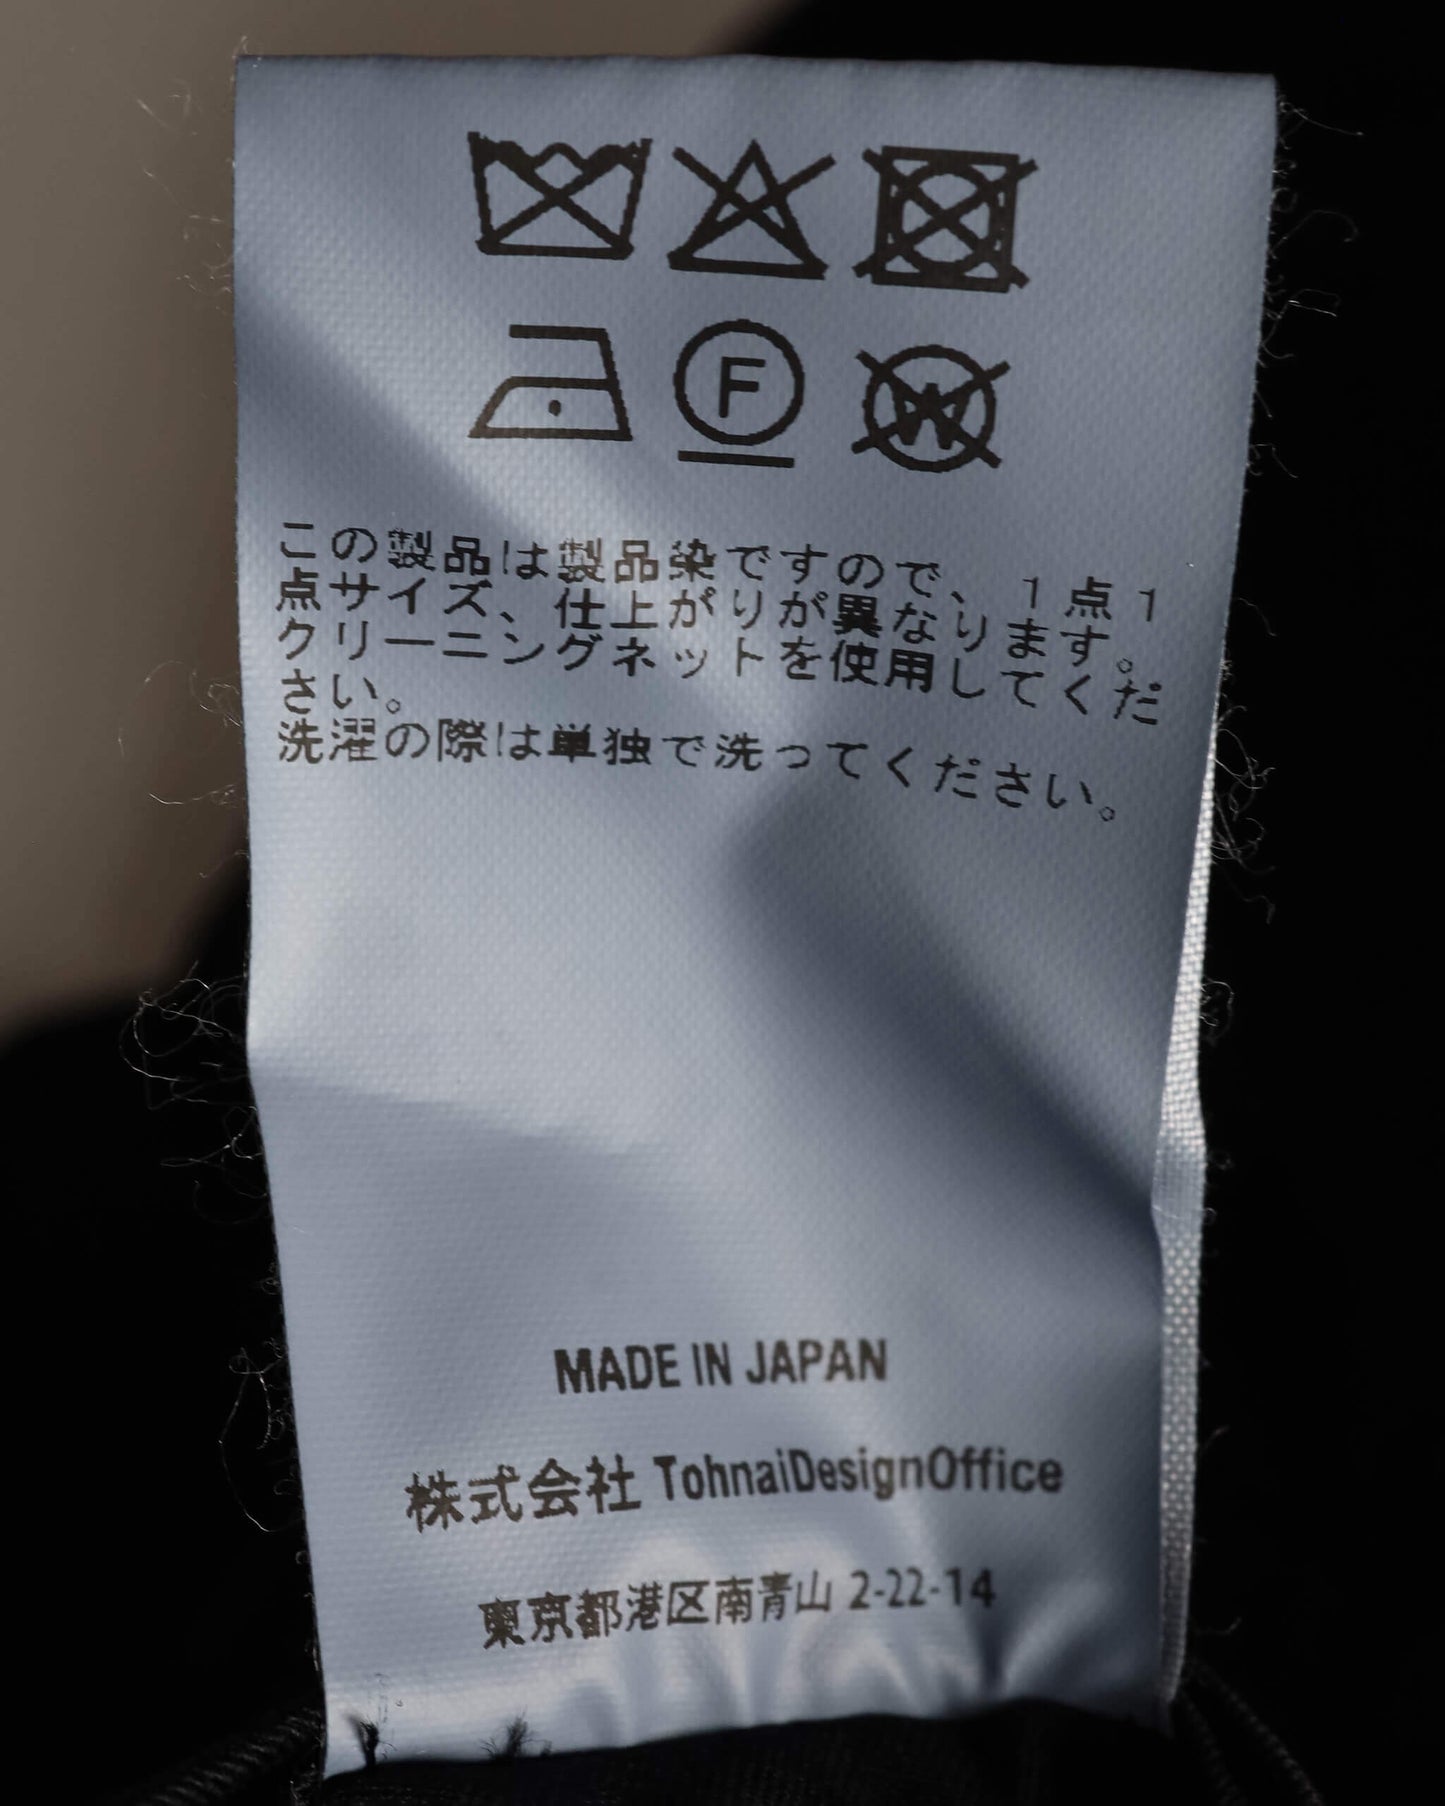 F
W
この製品は製品染ですので、1点1
点サイズ、仕上がりが異なります。
クリーニングネットを使用してくだ
さい。
洗濯の際は単独で洗ってください。
MADE IN JAPAN
株式会社 TohnaiDesignOffice
東京都港区南青山 2-22-14